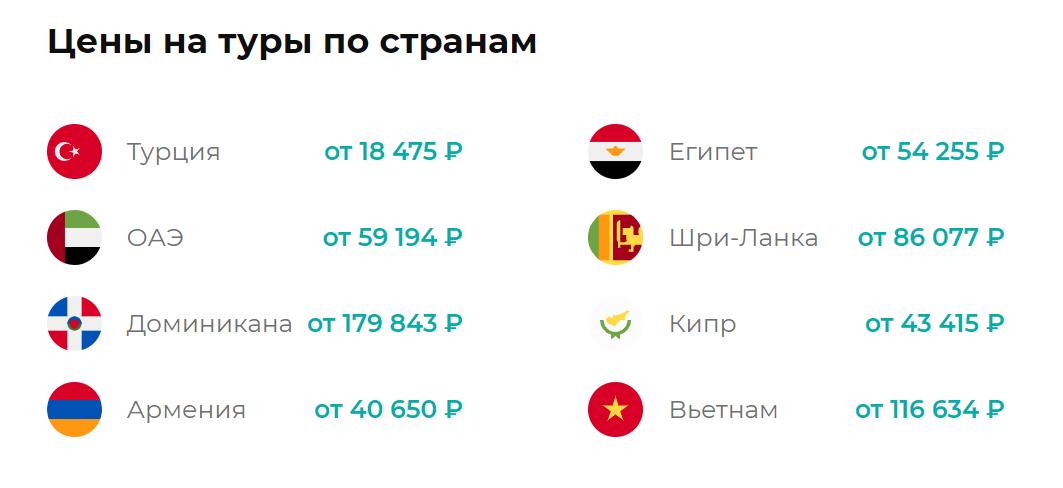 Цены на туры по странам
Турция от 18 475 ₽
Египет от 54 255 ₽
ОАЭ от 59 194 ₽
Шри-Ланка от 86 077 ₽
Доминикана от 179 843 ₽
Кипр от 43 415 ₽
Армения от 40 650 ₽
Вьетнам от 116 634 ₽